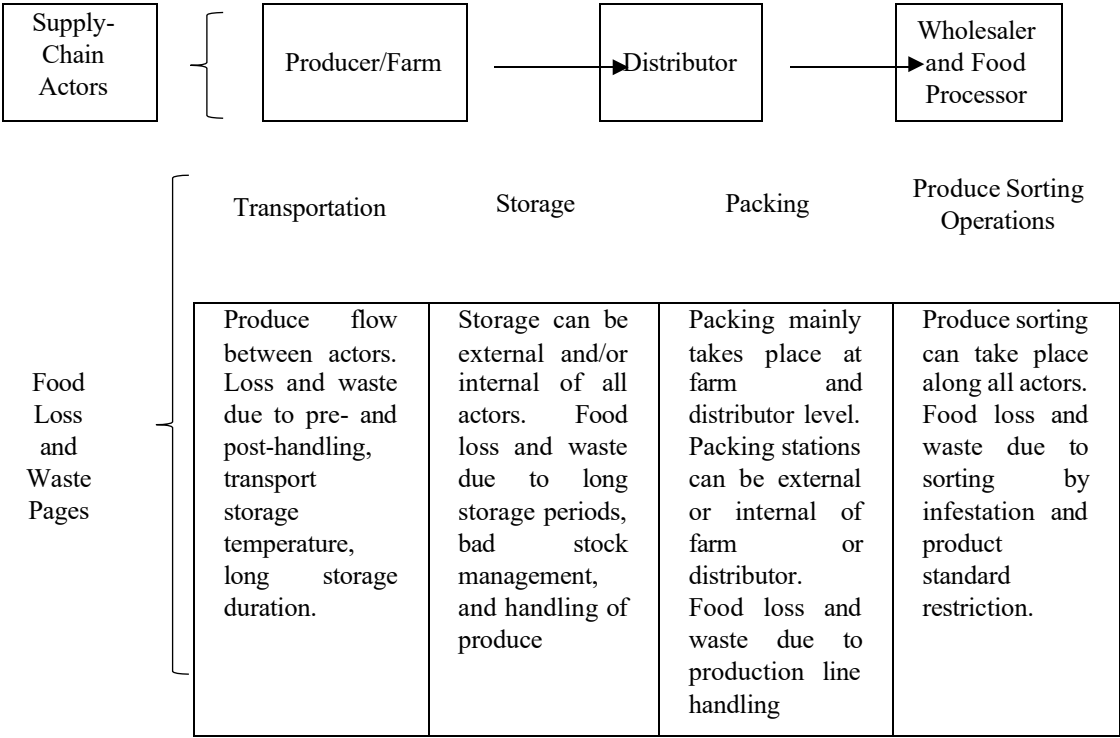 Supply-
Chain
Actors
Producer/Farm
Distributor
Wholesaler
and Food
Processor
Transportation
Storage
Packing
Produce Sorting
Operations
Food
Loss
and
Waste
Pages
Produce flow
between actors.
Loss and waste
due to pre- and
post-handling,
transport
storage
temperature,
long storage
duration.
Storage can be
external and/or
internal of all
actors. Food
loss and waste
due to long
storage periods,
bad stock
management,
and handling of
produce
Packing mainly
takes place at
farm and
distributor level.
Packing stations
can be external
or internal of
farm or
distributor.
Food loss and
waste due to
production line
handling
Produce sorting
can take place
along all actors.
Food loss and
waste due to
sorting by
infestation and
product
standard
restriction.